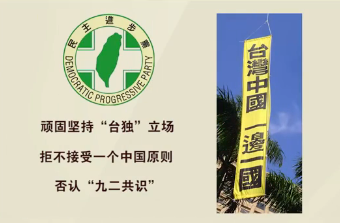 民主進步黨
DEMOCRATIC PROGRESSIVE PARTY
顽固坚持“台独”立场
拒不接受一个中国原则
否认“九二共识”
台灣中國一邊一國